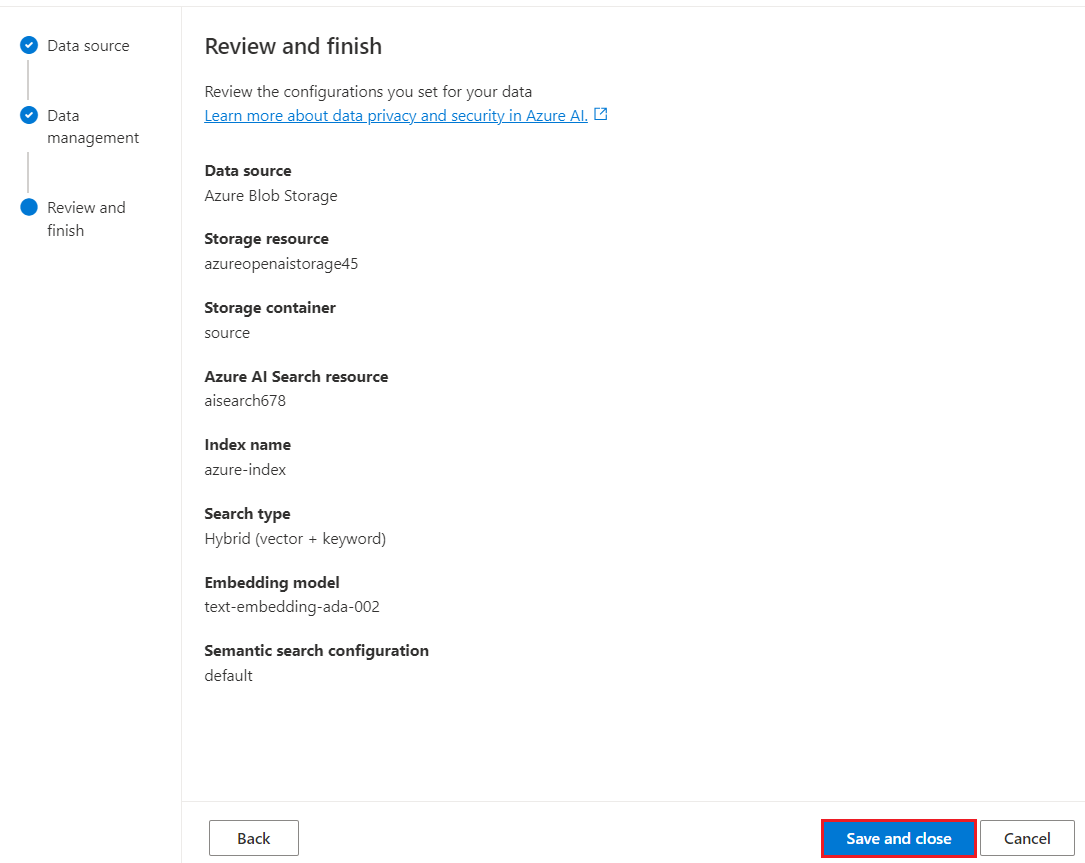 Data source
Data
management
Review and
finish
Review and finish
Review the configurations you set for your data
Learn more about data privacy and security in Azure AI.
Data source
Azure Blob Storage
Storage resource
azureopenaistorage45
Storage container
source
Azure AI Search resource
aisearch678
Index name
azure-index
Search type
Hybrid (vector + keyword)
Embedding model
text-embedding-ada-002
Semantic search configuration
default
Back
Save and close
Cancel